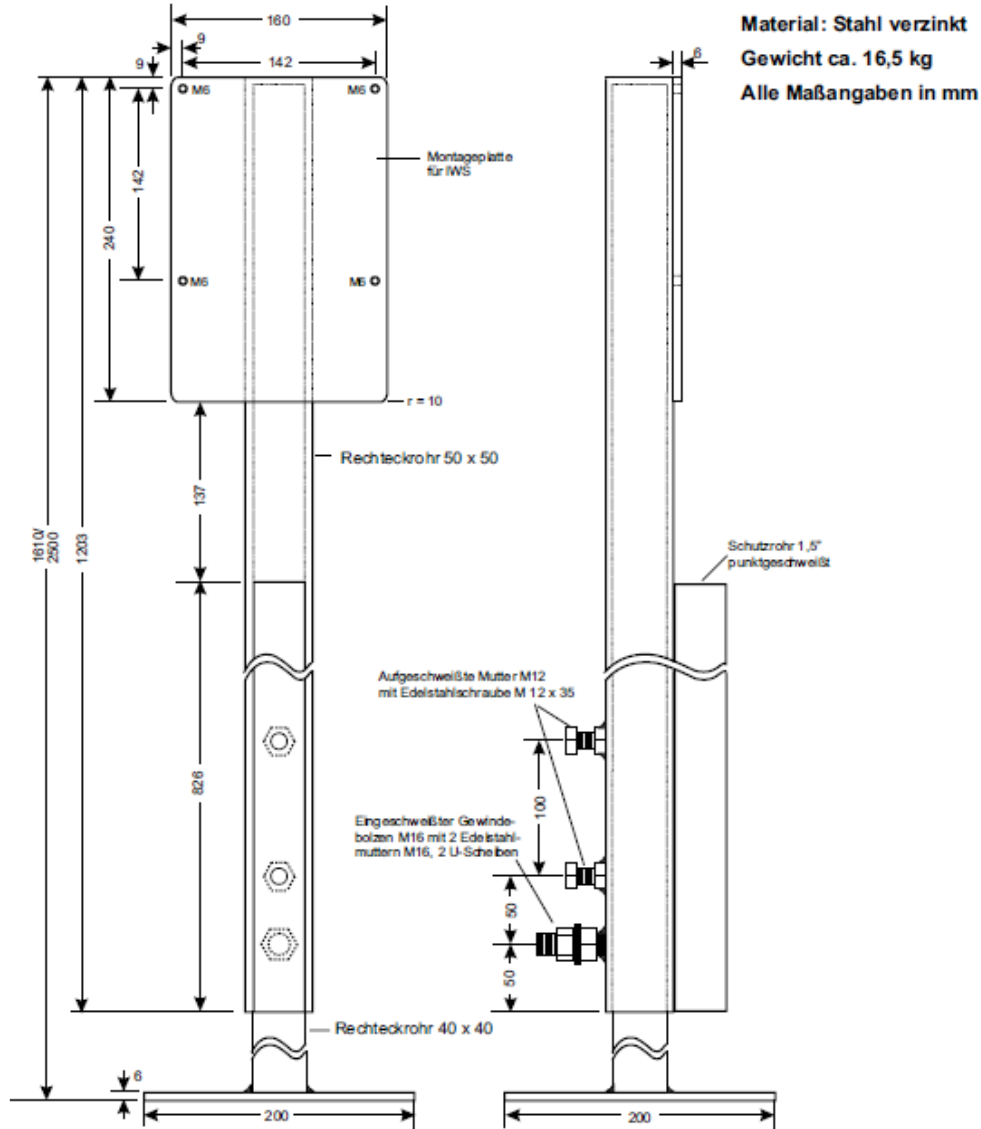 160
Material: Stahl verzinkt
9
6
Gewicht ca. 16,5 kg
9
142
Alle Maßangaben in mm
M6
M6
Montageplatte
für IWS
142
240
M6
M6
r = 10
Rechteckrohr 50 x 50
137
1610/
2500
1203
Schutzrohr 1,5"
punktgeschweißt
Aufgeschweißte Mutter M12
mit Edelstahlschraube M 12 x 35
826
100
Eingeschweißter Gewinde-
bolzen M16 mit 2 Edelstahl-
muttern M16, 2 U-Scheiben
50
50
Rechteckrohr 40 x 40
6
200
200